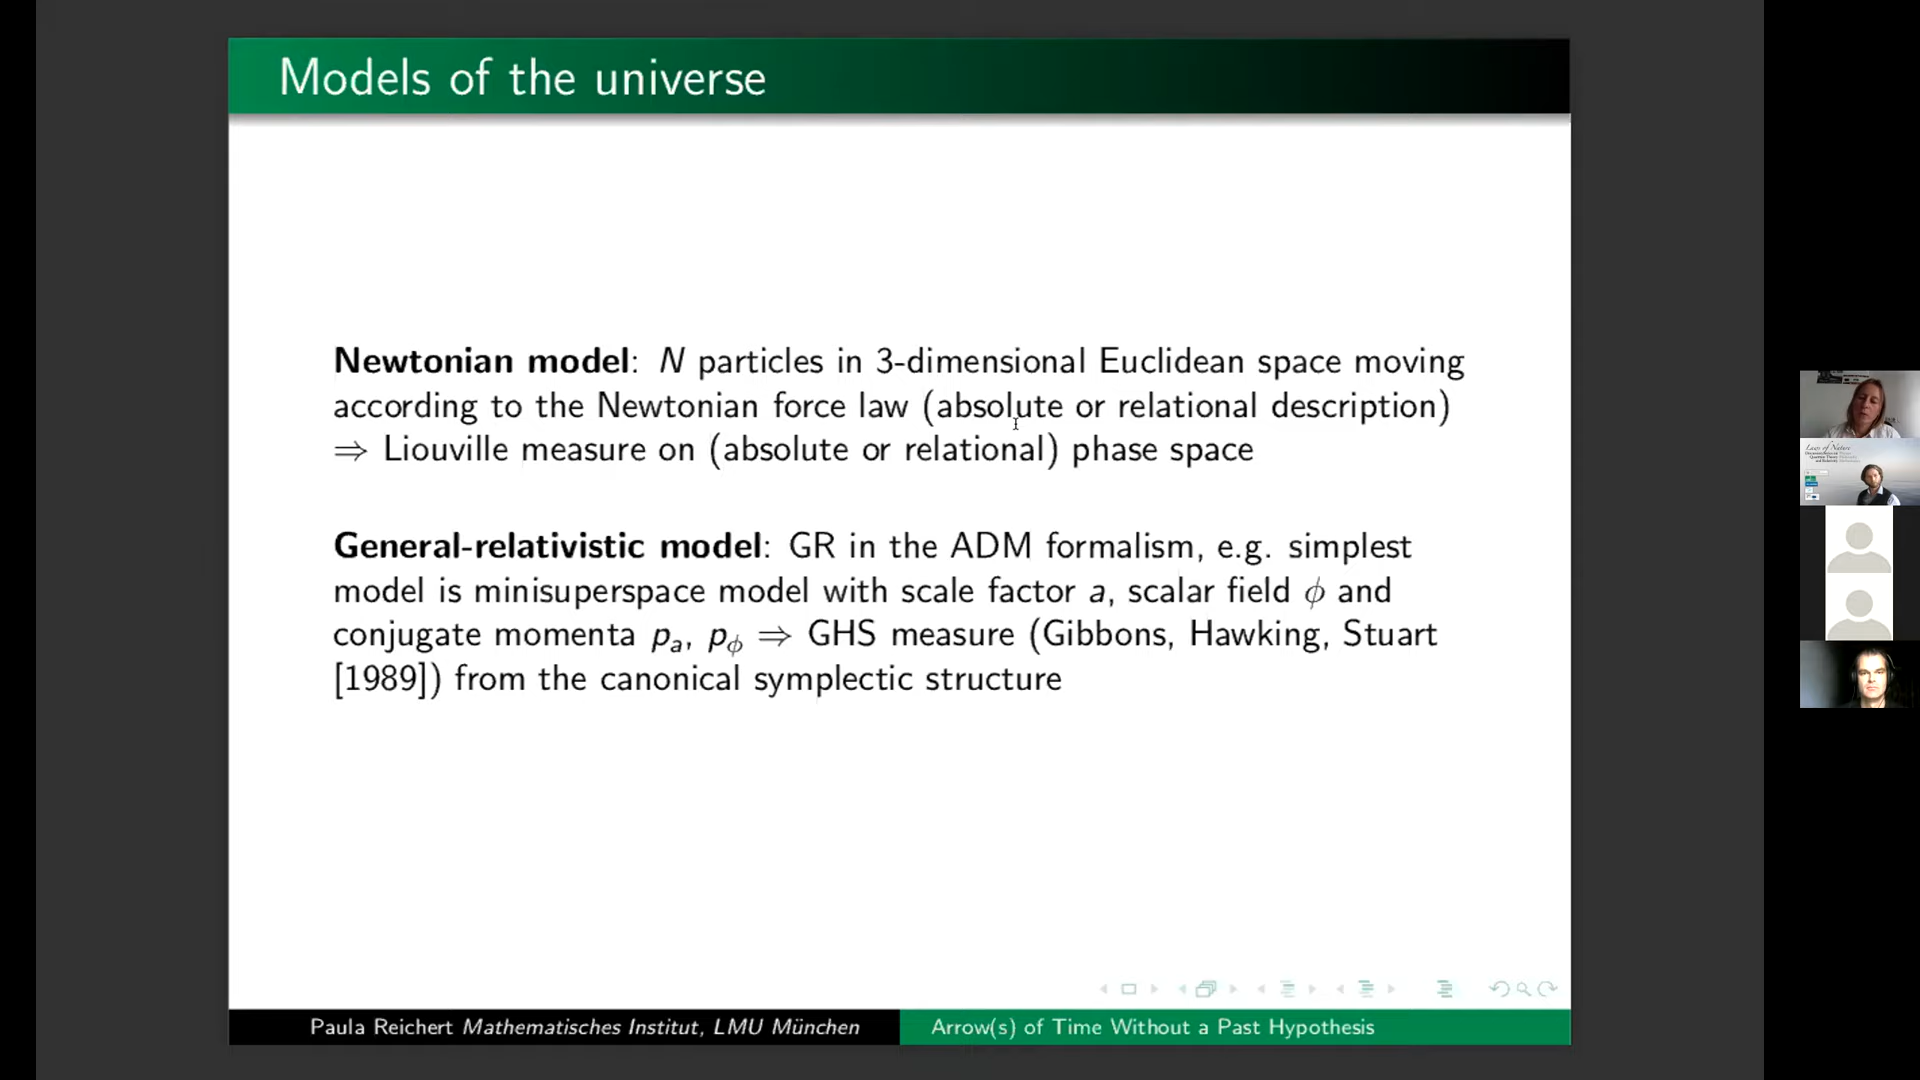 Models of the universe
Newtonian model: N particles in 3-dimensional Euclidean space moving
according to the Newtonian force law (absolute or relational description)
⇒ Liouville measure on (absolute or relational) phase space
General-relativistic model: GR in the ADM formalism, e.g. simplest
model is minisuperspace model with scale factor a, scalar field ϕ and
conjugate momenta pₐ, p_ϕ ⇒ GHS measure (Gibbons, Hawking, Stuart
[1989]) from the canonical symplectic structure
Paula Reichert Mathematisches Institut, LMU München
Arrow(s) of Time Without a Past Hypothesis
Laws of Nature